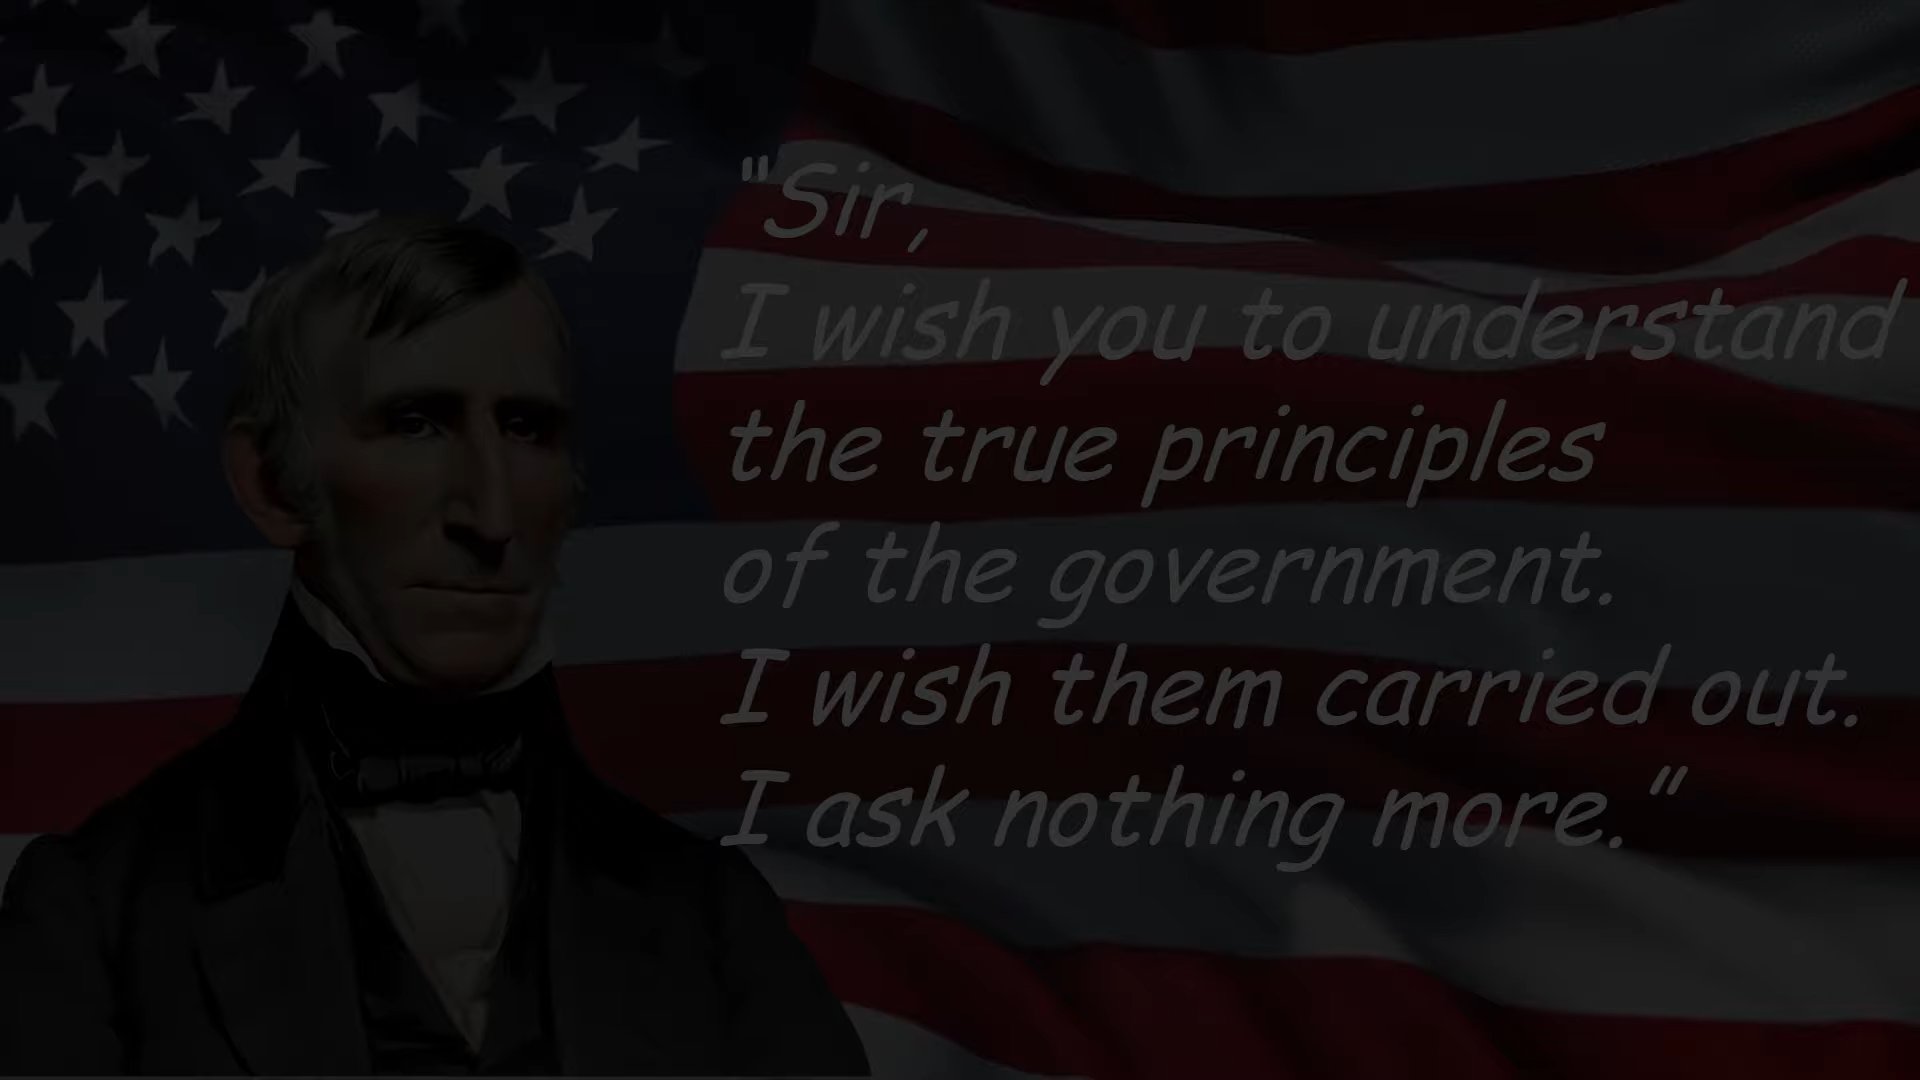 "Sir,
I wish you to understand
the true principles
of the government.
I wish them carried out.
I ask nothing more.”